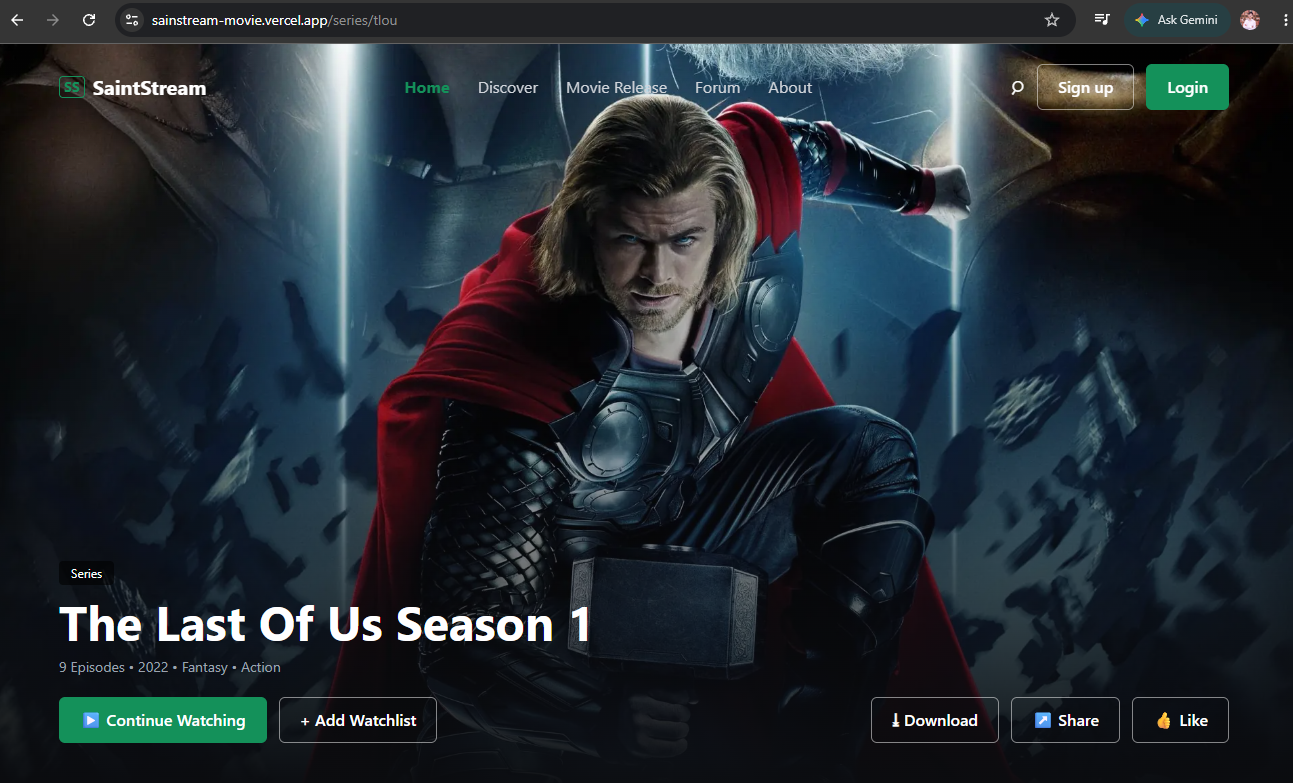 sainstream-movie.vercel.app/series/tlou
Ask Gemini
SS SaintStream
Home Discover Movie Release Forum About
Sign up Login
Series
The Last Of Us Season 1
9 Episodes • 2022 • Fantasy • Action
▶️ Continue Watching + Add Watchlist
⭳ Download ↗️ Share 👍 Like